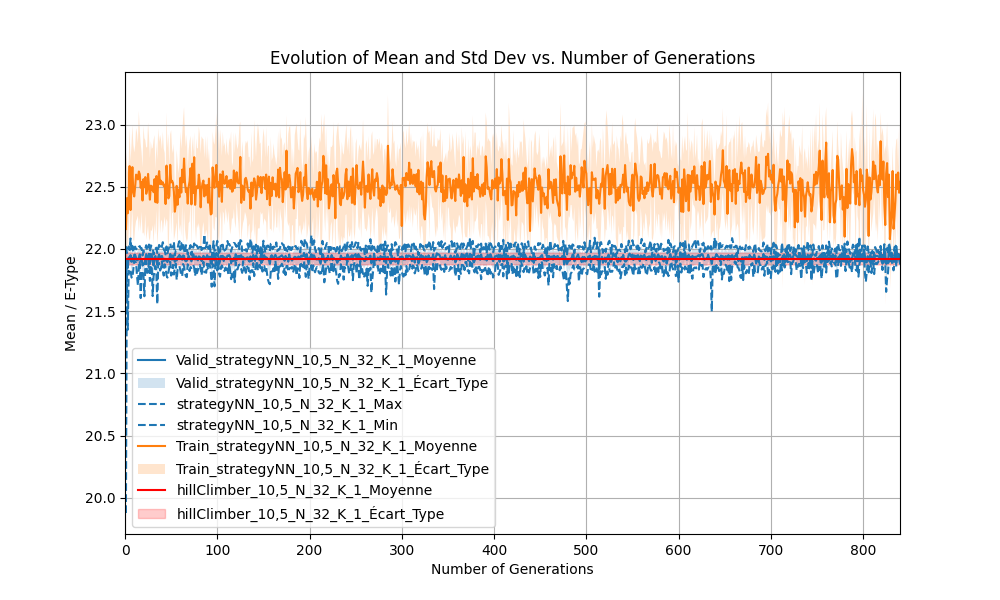 Evolution of Mean and Std Dev vs. Number of Generations
Mean / E-Type
23.0
22.5
22.0
21.5
21.0
20.5
20.0
Valid_strategyNN_10,5_N_32_K_1_Moyenne
Valid_strategyNN_10,5_N_32_K_1_Écart_Type
strategyNN_10,5_N_32_K_1_Max
strategyNN_10,5_N_32_K_1_Min
Train_strategyNN_10,5_N_32_K_1_Moyenne
Train_strategyNN_10,5_N_32_K_1_Écart_Type
hillClimber_10,5_N_32_K_1_Moyenne
hillClimber_10,5_N_32_K_1_Écart_Type
0 100 200 300 400 500 600 700 800
Number of Generations